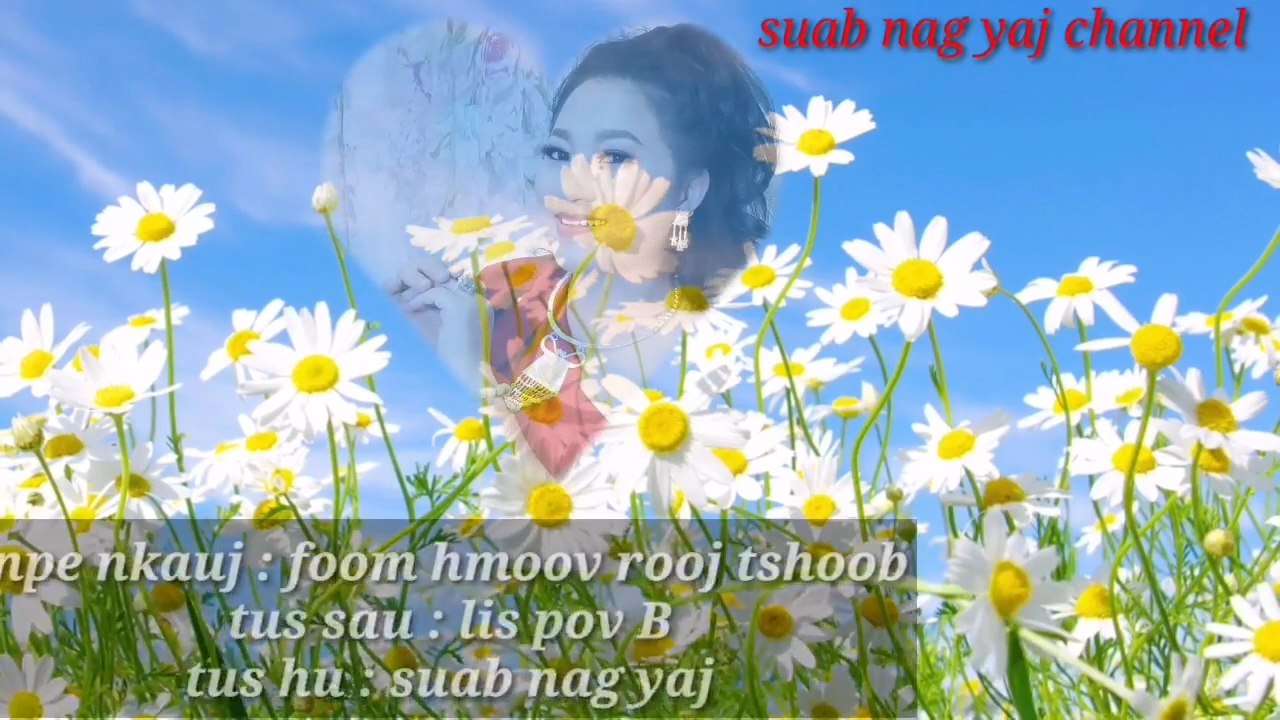 suab nag yaj channel
npe nkauj : foom hmoov rooj tshoob
tus sau : lis pov B
tus hu : suab nag yaj